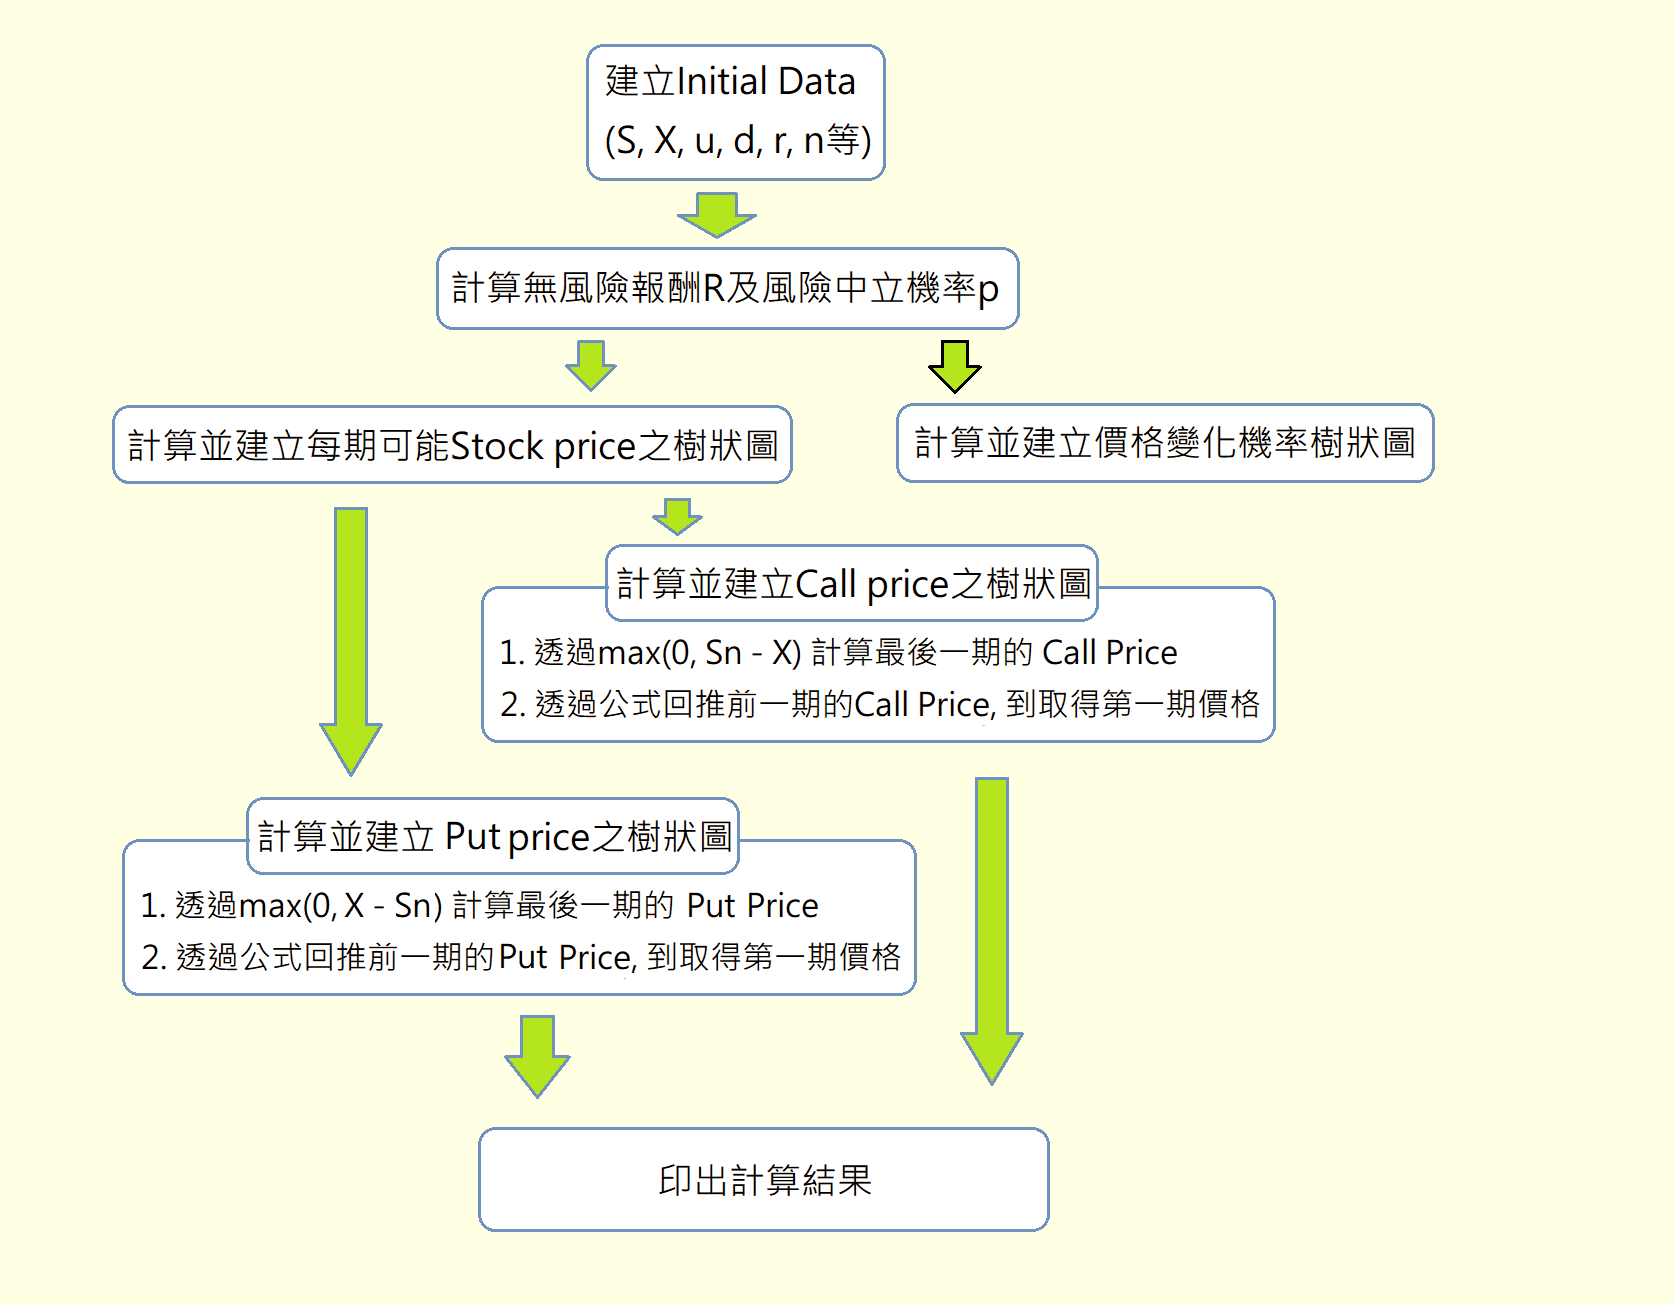 建立Initial Data
(S, X, u, d, r, n等)
計算無風險報酬R及風險中立機率p
計算並建立每期可能Stock price之樹狀圖
計算並建立價格變化機率樹狀圖
計算並建立Call price之樹狀圖
1. 透過max(0, Sn - X) 計算最後一期的 Call Price
2. 透過公式回推前一期的Call Price, 到取得第一期價格
計算並建立 Put price之樹狀圖
1. 透過max(0, X - Sn) 計算最後一期的 Put Price
2. 透過公式回推前一期的Put Price, 到取得第一期價格
印出計算結果